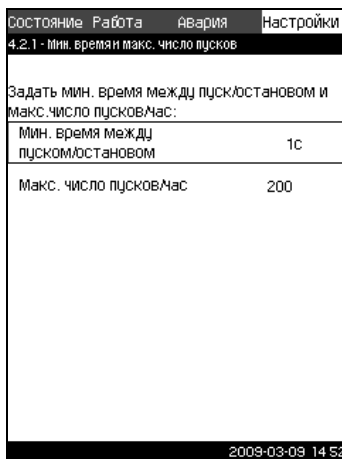 Состояние Работа Авария Настройки
4.2.1 - Мин. время и макс. число пусков
Задать мин. время между пуск/остановом и
макс.число пусков/час:
Мин. время между
пуском/остановом 1с
Макс. число пусков/час 200
2009-03-09 14:52